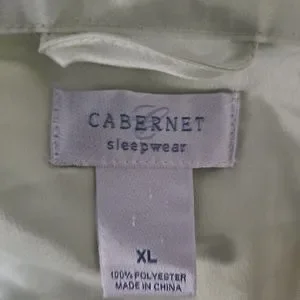 CABERNET
sleepwear
XL
100% POLYESTER
MADE IN CHINA